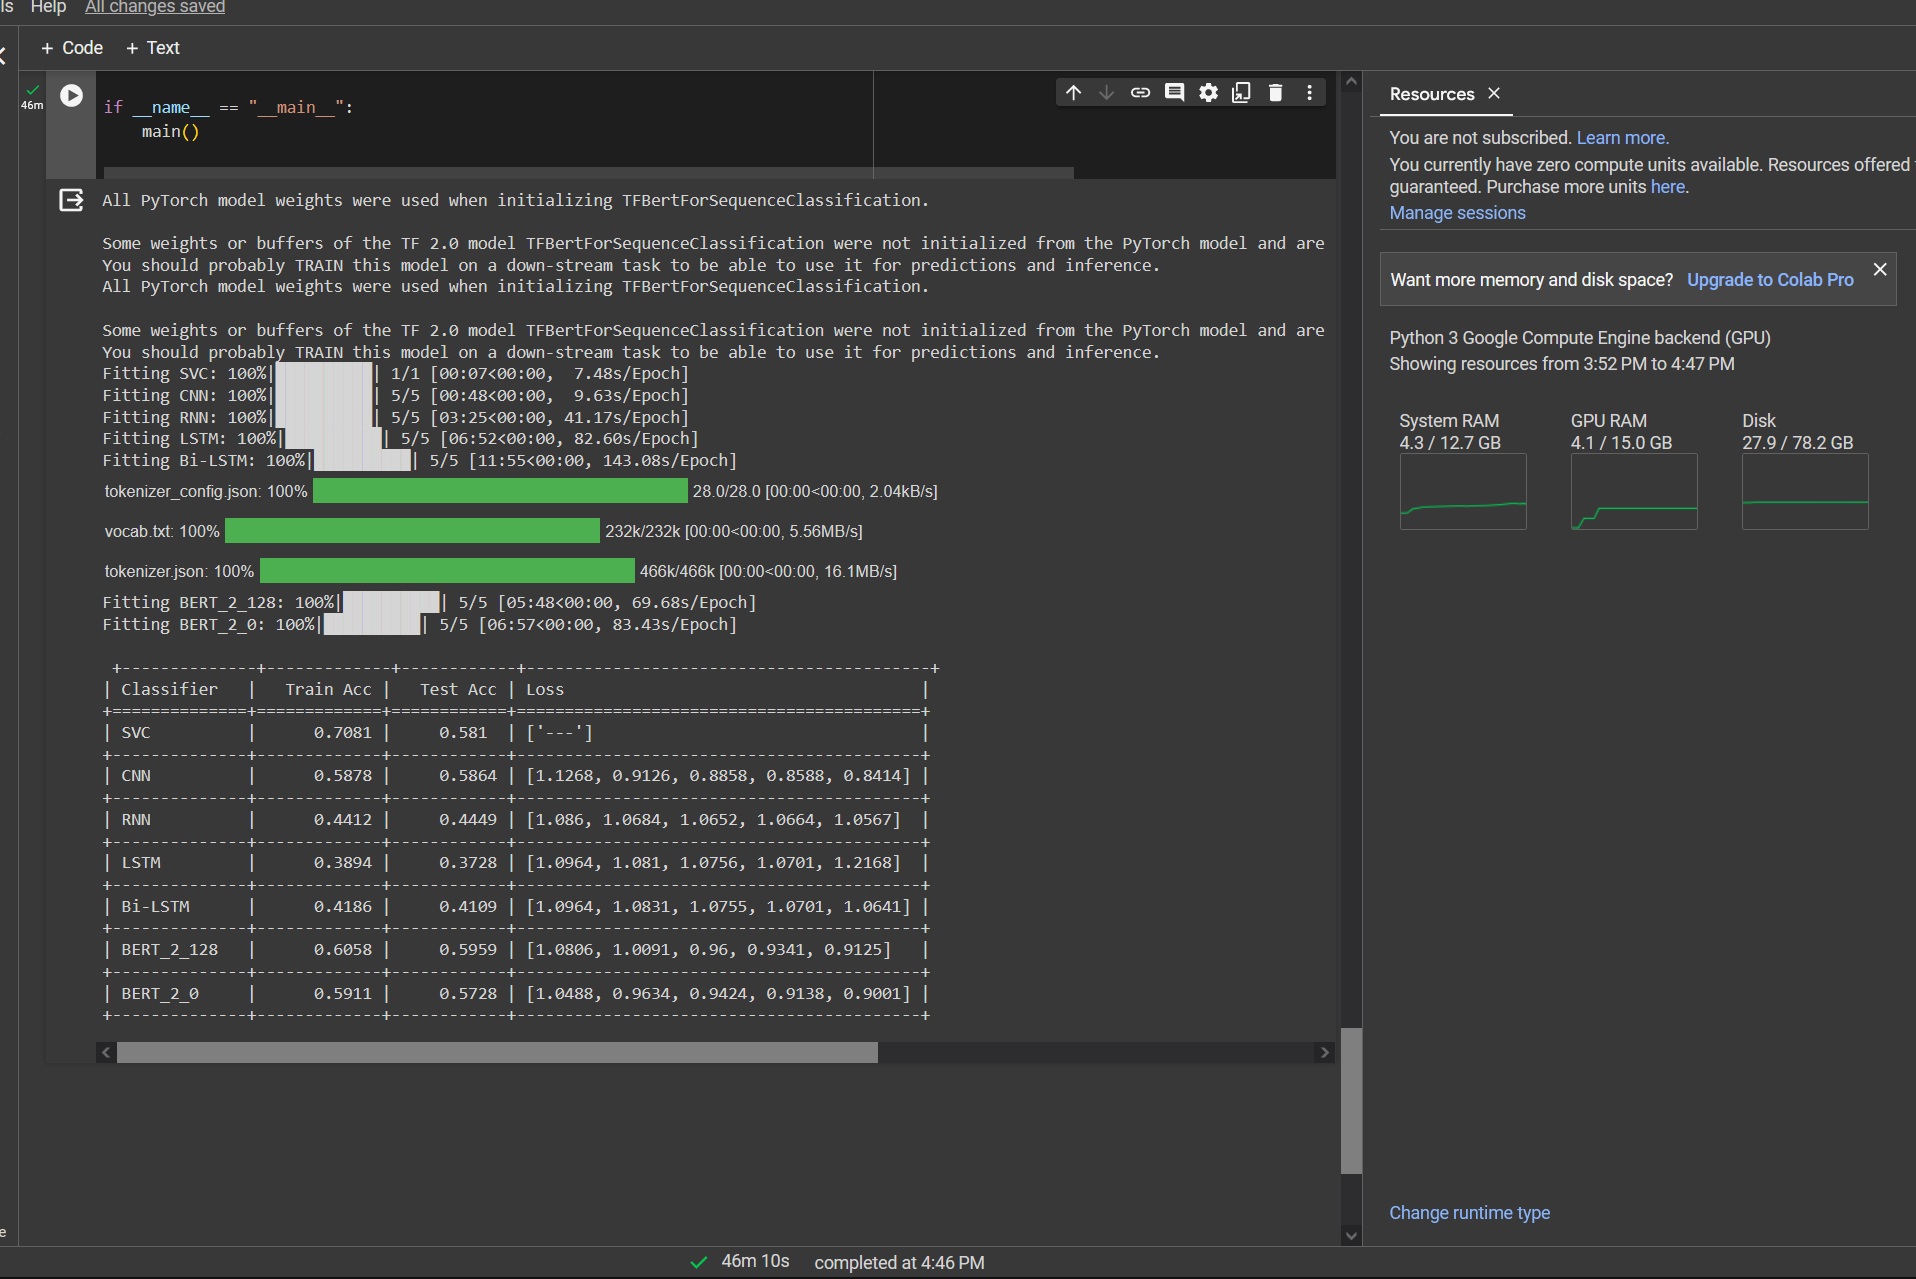 ls Help All changes saved
+ Code + Text
46m
if __name__ == "__main__":
main()
All PyTorch model weights were used when initializing TFBertForSequenceClassification.
Some weights or buffers of the TF 2.0 model TFBertForSequenceClassification were not initialized from the PyTorch model and are
You should probably TRAIN this model on a down-stream task to be able to use it for predictions and inference.
All PyTorch model weights were used when initializing TFBertForSequenceClassification.
Some weights or buffers of the TF 2.0 model TFBertForSequenceClassification were not initialized from the PyTorch model and are
You should probably TRAIN this model on a down-stream task to be able to use it for predictions and inference.
Fitting SVC: 100%|██████████| 1/1 [00:07<00:00, 7.48s/Epoch]
Fitting CNN: 100%|██████████| 5/5 [00:48<00:00, 9.63s/Epoch]
Fitting RNN: 100%|██████████| 5/5 [03:25<00:00, 41.17s/Epoch]
Fitting LSTM: 100%|██████████| 5/5 [06:52<00:00, 82.60s/Epoch]
Fitting Bi-LSTM: 100%|██████████| 5/5 [11:55<00:00, 143.08s/Epoch]
tokenizer_config.json: 100% 28.0/28.0 [00:00<00:00, 2.04kB/s]
vocab.txt: 100% 232k/232k [00:00<00:00, 5.56MB/s]
tokenizer.json: 100% 466k/466k [00:00<00:00, 16.1MB/s]
Fitting BERT_2_128: 100%|██████████| 5/5 [05:48<00:00, 69.68s/Epoch]
Fitting BERT_2_0: 100%|██████████| 5/5 [06:57<00:00, 83.43s/Epoch]
| Classifier | Train Acc | Test Acc | Loss |
| SVC | 0.7081 | 0.581 | ['---'] |
| CNN | 0.5878 | 0.5864 | [1.1268, 0.9126, 0.8858, 0.8588, 0.8414] |
| RNN | 0.4412 | 0.4449 | [1.086, 1.0684, 1.0652, 1.0664, 1.0567] |
| LSTM | 0.3894 | 0.3728 | [1.0964, 1.081, 1.0756, 1.0701, 1.2168] |
| Bi-LSTM | 0.4186 | 0.4109 | [1.0964, 1.0831, 1.0755, 1.0701, 1.0641] |
| BERT_2_128 | 0.6058 | 0.5959 | [1.0806, 1.0091, 0.96, 0.9341, 0.9125] |
| BERT_2_0 | 0.5911 | 0.5728 | [1.0488, 0.9634, 0.9424, 0.9138, 0.9001] |
Resources
You are not subscribed. Learn more.
You currently have zero compute units available. Resources offered
guaranteed. Purchase more units here.
Manage sessions
Want more memory and disk space? Upgrade to Colab Pro
Python 3 Google Compute Engine backend (GPU)
Showing resources from 3:52 PM to 4:47 PM
System RAM
4.3 / 12.7 GB
GPU RAM
4.1 / 15.0 GB
Disk
27.9 / 78.2 GB
Change runtime type
e
46m 10s completed at 4:46 PM